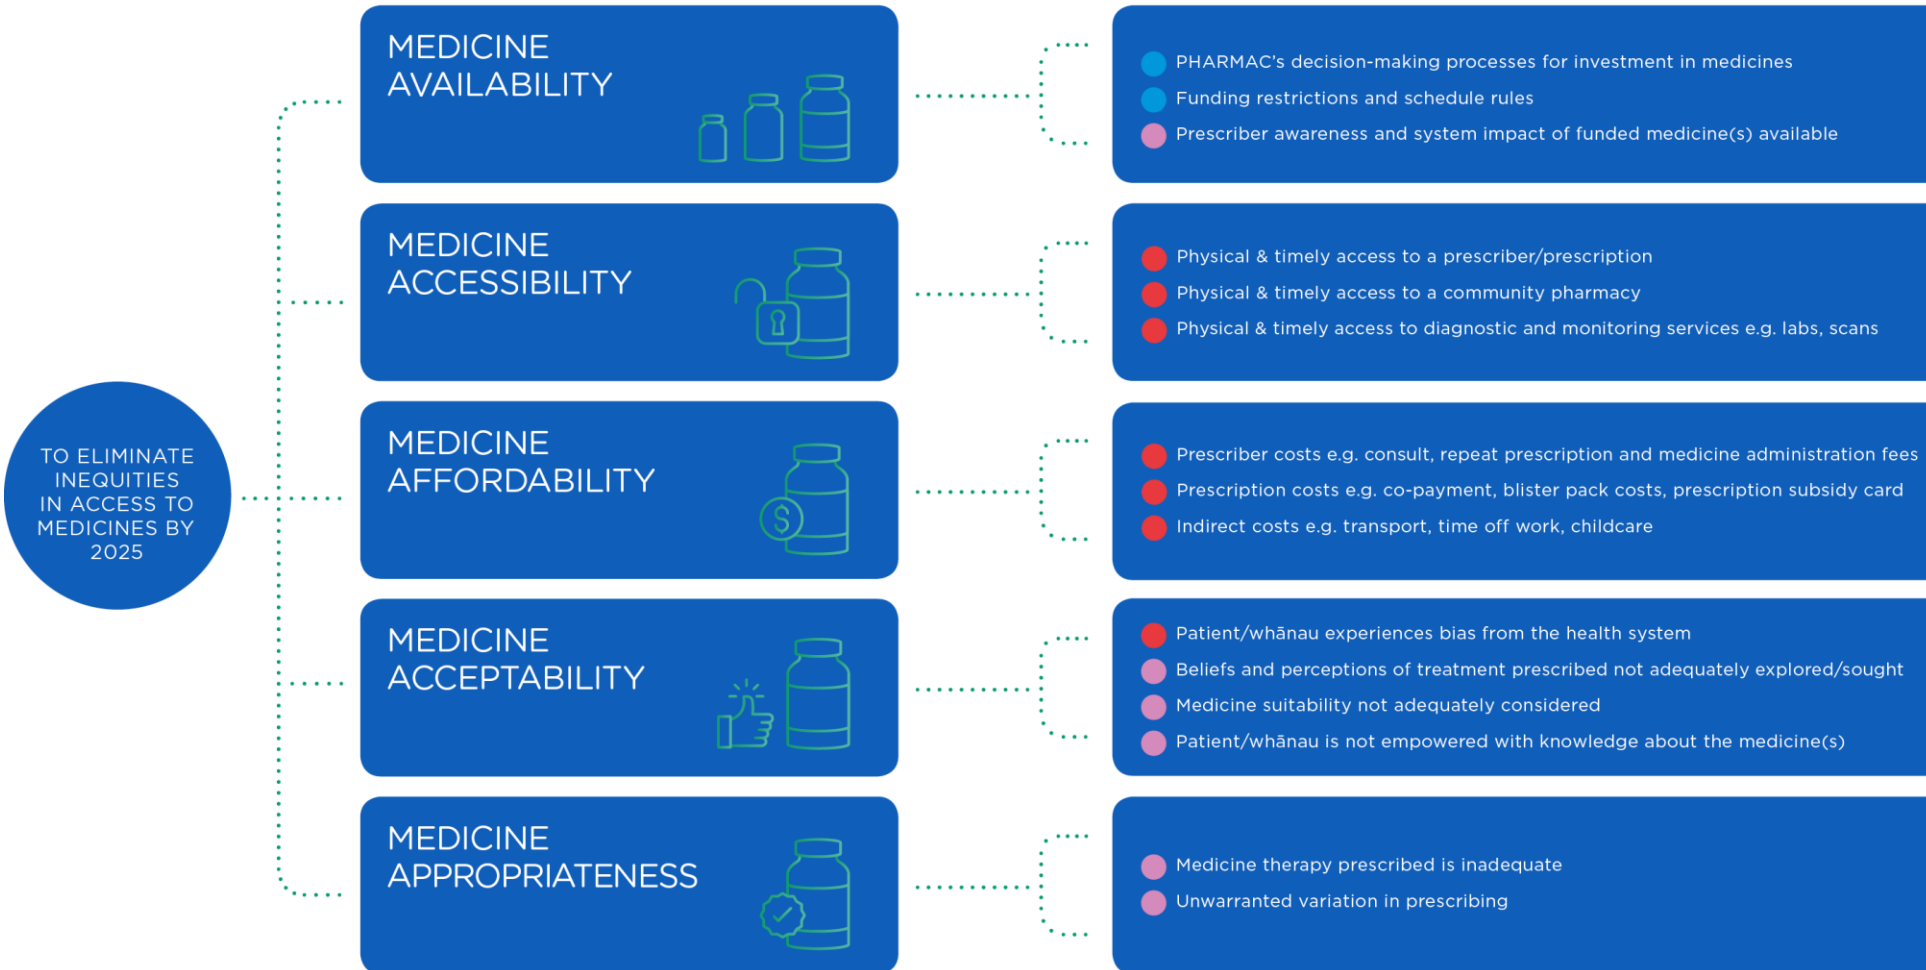 TO ELIMINATE
INEQUITIES
IN ACCESS TO
MEDICINES BY
2025
MEDICINE
AVAILABILITY
PHARMAC's decision-making processes for investment in medicines
Funding restrictions and schedule rules
Prescriber awareness and system impact of funded medicine(s) available
MEDICINE
ACCESSIBILITY
Physical & timely access to a prescriber/prescription
Physical & timely access to a community pharmacy
Physical & timely access to diagnostic and monitoring services e.g. labs, scans
MEDICINE
AFFORDABILITY
$
Prescriber costs e.g. consult, repeat prescription and medicine administration fees
Prescription costs e.g. co-payment, blister pack costs, prescription subsidy card
Indirect costs e.g. transport, time off work, childcare
MEDICINE
ACCEPTABILITY
Patient/whānau experiences bias from the health system
Beliefs and perceptions of treatment prescribed not adequately explored/sought
Medicine suitability not adequately considered
Patient/whānau is not empowered with knowledge about the medicine(s)
MEDICINE
APPROPRIATENESS
Medicine therapy prescribed is inadequate
Unwarranted variation in prescribing